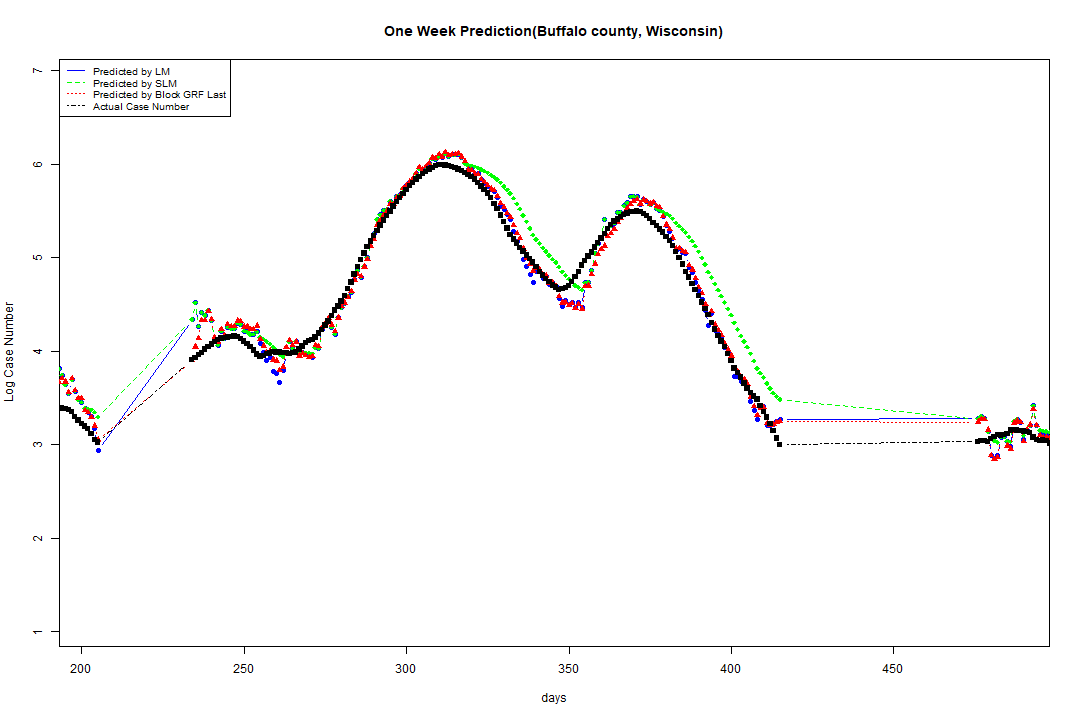 One Week Prediction(Buffalo county, Wisconsin)
Predicted by LM
Predicted by SLM
Predicted by Block GRF Last
Actual Case Number
Log Case Number
7
6
5
4
3
2
1
200 250 300 350 400 450
days